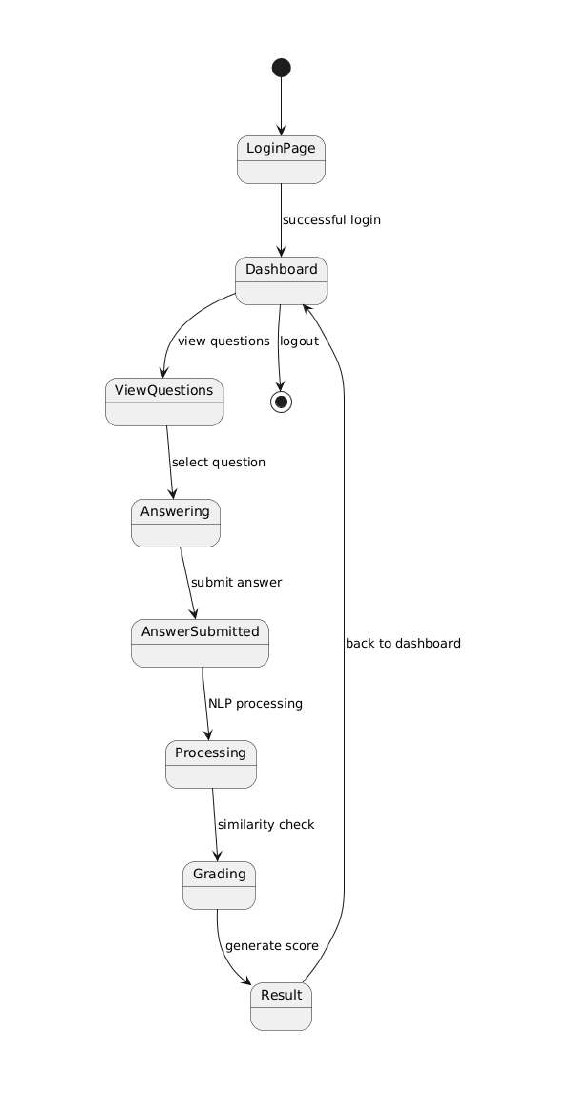 LoginPage
successful login
Dashboard
view questions
logout
ViewQuestions
select question
Answering
submit answer
AnswerSubmitted
back to dashboard
NLP processing
Processing
similarity check
Grading
generate score
Result